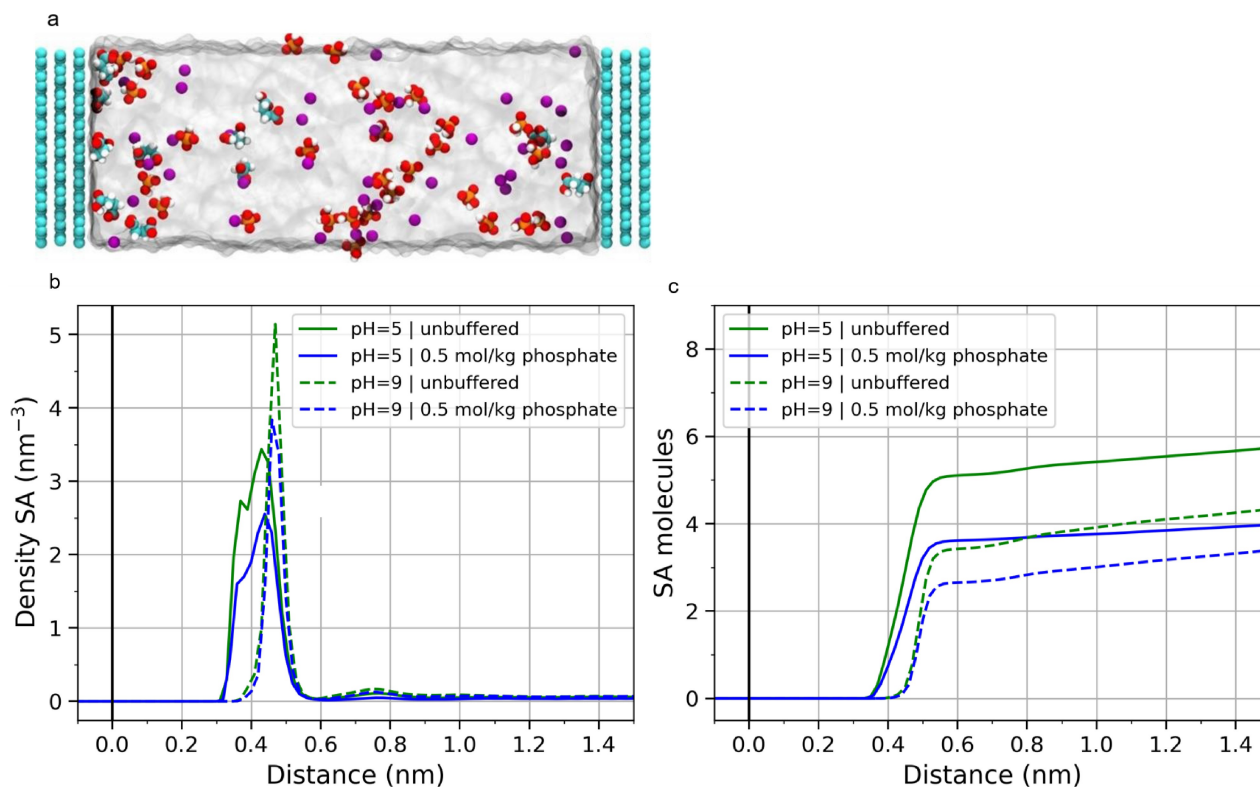 a
b
c
5
4
3
2
1
0
Density SA (nm⁻³)
pH=5 | unbuffered
pH=5 | 0.5 mol/kg phosphate
pH=9 | unbuffered
pH=9 | 0.5 mol/kg phosphate
0.0 0.2 0.4 0.6 0.8 1.0 1.2 1.4
Distance (nm)
8
6
4
2
0
SA molecules
pH=5 | unbuffered
pH=5 | 0.5 mol/kg phosphate
pH=9 | unbuffered
pH=9 | 0.5 mol/kg phosphate
0.0 0.2 0.4 0.6 0.8 1.0 1.2 1.4
Distance (nm)